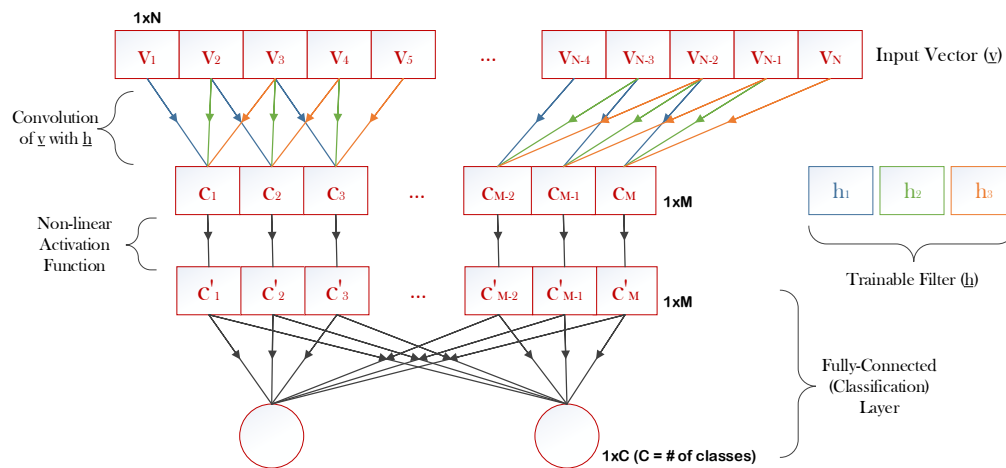 1xN
V1 V2 V3 V4 V5 ... VN-4 VN-3 VN-2 VN-1 VN
Input Vector (v)
Convolution
of v with h
C1 C2 C3 ... CM-2 CM-1 CM
1xM
h1 h2 h3
Trainable Filter (h)
Non-linear
Activation
Function
C'1 C'2 C'3 ... C'M-2 C'M-1 C'M
1xM
Fully-Connected
(Classification)
Layer
1xC (C = # of classes)